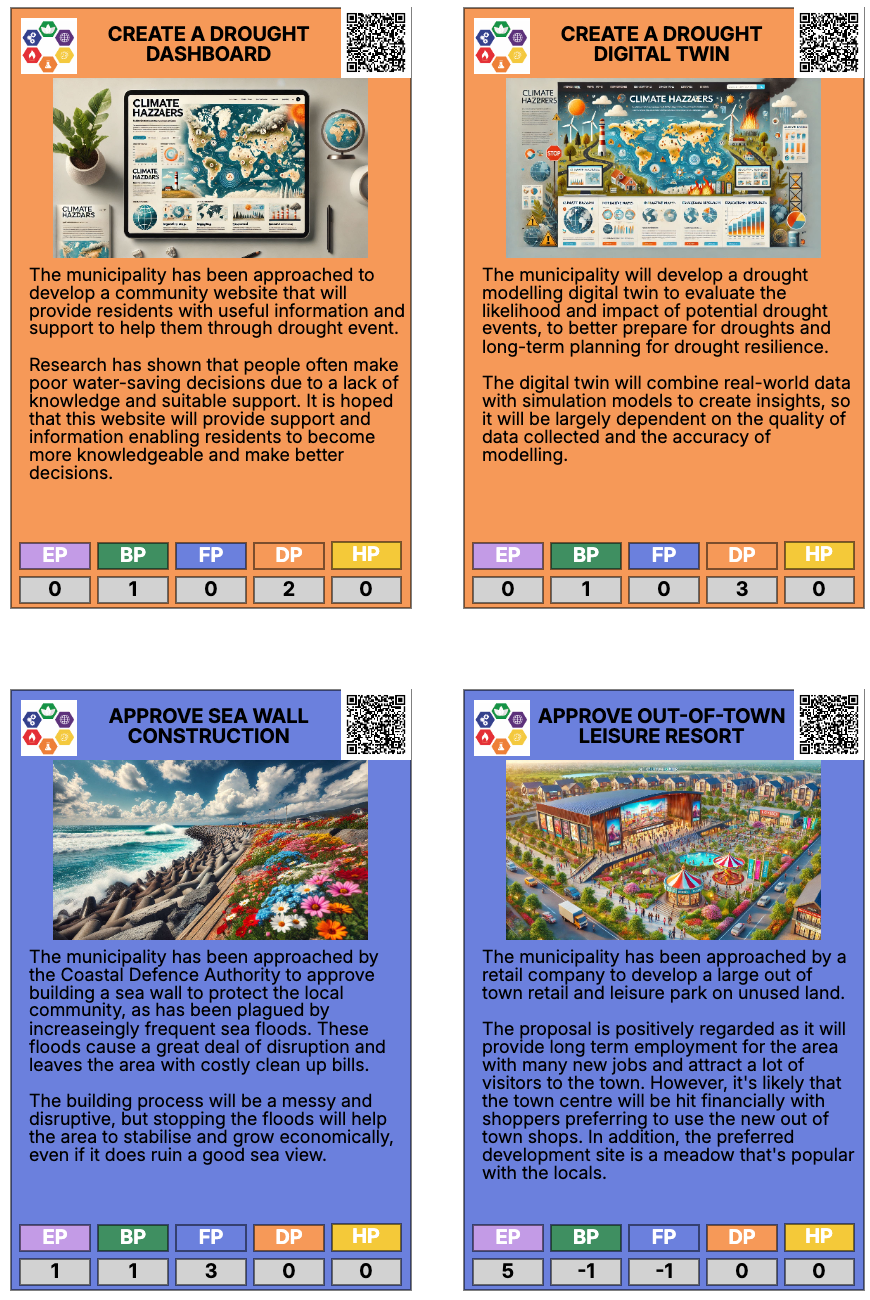 CREATE A DROUGHT
DASHBOARD
CLIMATE
HAZZAERS
CLIMATE
HAZDARS
The municipality has been approached to
develop a community website that will
provide residents with useful information and
support to help them through drought event.
Research has shown that people often make
poor water-saving decisions due to a lack of
knowledge and suitable support. It is hoped
that this website will provide support and
information enabling residents to become
more knowledgeable and make better
decisions.
EP BP FP DP HP
0 1 0 2 0
CREATE A DROUGHT
DIGITAL TWIN
CLIMATE HAZZAERS
STOP
The municipality will develop a drought
modelling digital twin to evaluate the
likelihood and impact of potential drought
events, to better prepare for droughts and
long-term planning for drought resilience.
The digital twin will combine real-world data
with simulation models to create insights, so
it will be largely dependent on the quality of
data collected and the accuracy of
modelling.
EP BP FP DP HP
0 1 0 3 0
APPROVE SEA WALL
CONSTRUCTION
The municipality has been approached by
the Coastal Defence Authority to approve
building a sea wall to protect the local
community, as has been plagued by
increaseingly frequent sea floods. These
floods cause a great deal of disruption and
leaves the area with costly clean up bills.
The building process will be a messy and
disruptive, but stopping the floods will help
the area to stabilise and grow economically,
even if it does ruin a good sea view.
EP BP FP DP HP
1 1 3 0 0
APPROVE OUT-OF-TOWN
LEISURE RESORT
The municipality has been approached by a
retail company to develop a large out of
town retail and leisure park on unused land.
The proposal is positively regarded as it will
provide long term employment for the area
with many new jobs and attract a lot of
visitors to the town. However, it's likely that
the town centre will be hit financially with
shoppers preferring to use the new out of
town shops. In addition, the preferred
development site is a meadow that's popular
with the locals.
EP BP FP DP HP
5 -1 -1 0 0